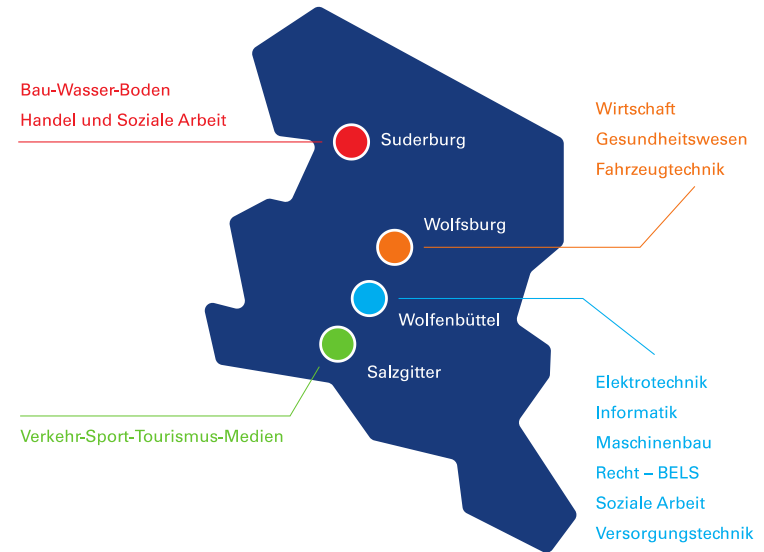 Bau-Wasser-Boden
Handel und Soziale Arbeit
Suderburg
Wirtschaft
Gesundheitswesen
Fahrzeugtechnik
Wolfsburg
Wolfenbüttel
Salzgitter
Verkehr-Sport-Tourismus-Medien
Elektrotechnik
Informatik
Maschinenbau
Recht – BELS
Soziale Arbeit
Versorgungstechnik